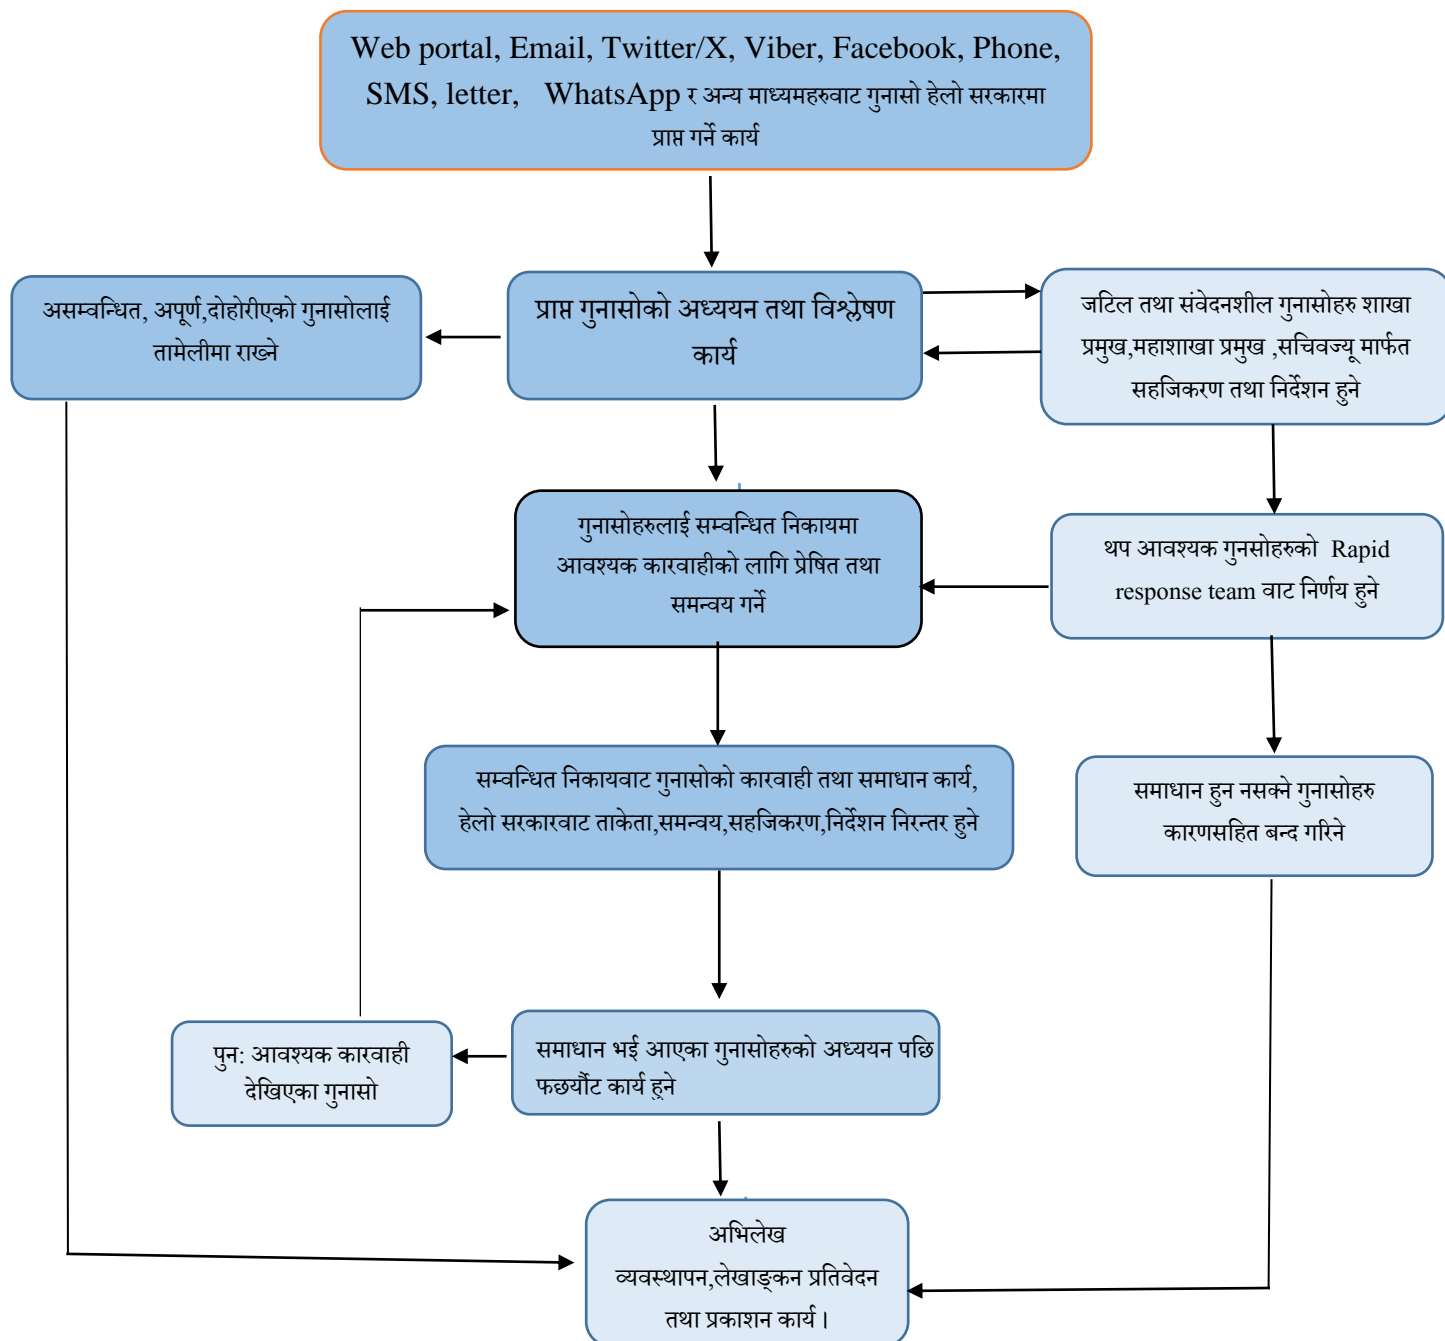 Web portal, Email, Twitter/X, Viber, Facebook, Phone,
SMS, letter, WhatsApp र अन्य माध्यमहरुवाट गुनासो हेलो सरकारमा
प्राप्त गर्ने कार्य
असम्वन्धित, अपूर्ण,दोहोरीएको गुनासोलाई
तामेलीमा राख्ने
प्राप्त गुनासोको अध्ययन तथा विश्लेषण
कार्य
जटिल तथा संवेदनशील गुनासोहरु शाखा
प्रमुख,महाशाखा प्रमुख ,सचिवज्यू मार्फत
सहजिकरण तथा निर्देशन हुने
गुनासोहरुलाई सम्वन्धित निकायमा
आवश्यक कारवाहीको लागि प्रेषित तथा
समन्वय गर्ने
थप आवश्यक गुनसोहरुको Rapid
response team वाट निर्णय हुने
सम्वन्धित निकायवाट गुनासोको कारवाही तथा समाधान कार्य,
हेलो सरकारवाट ताकेता,समन्वय,सहजिकरण,निर्देशन निरन्तर हुने
समाधान हुन नसक्ने गुनासोहरु
कारणसहित बन्द गरिने
पुन: आवश्यक कारवाही
देखिएका गुनासो
समाधान भई आएका गुनासोहरुको अध्ययन पछि
फछर्यौट कार्य हुने
अभिलेख
व्यवस्थापन,लेखाङ्कन प्रतिवेदन
तथा प्रकाशन कार्य ।